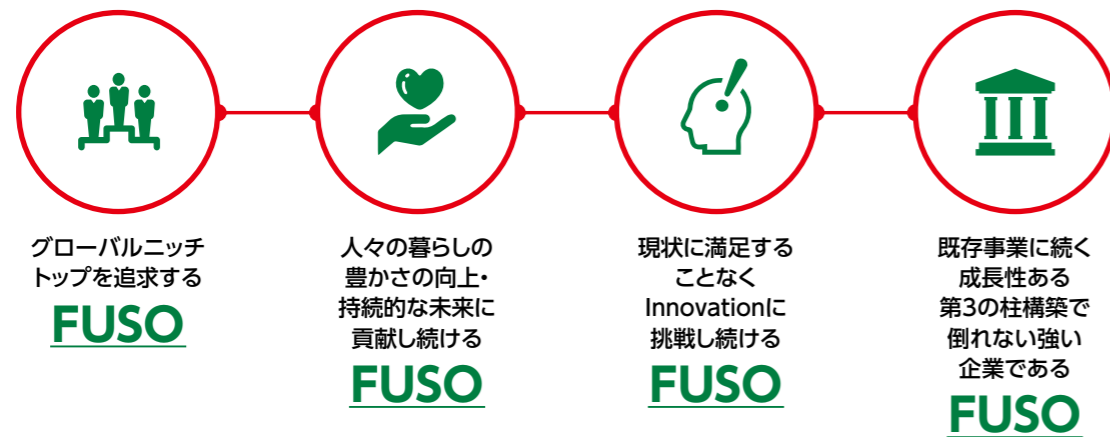 グローバルニッチ
トップを追求する
FUSO
人々の暮らしの
豊かさの向上・
持続的な未来に
貢献し続ける
FUSO
現状に満足する
ことなく
Innovationに
挑戦し続ける
FUSO
既存事業に続く
成長性ある
第3の柱構築で
倒れない強い
企業である
FUSO